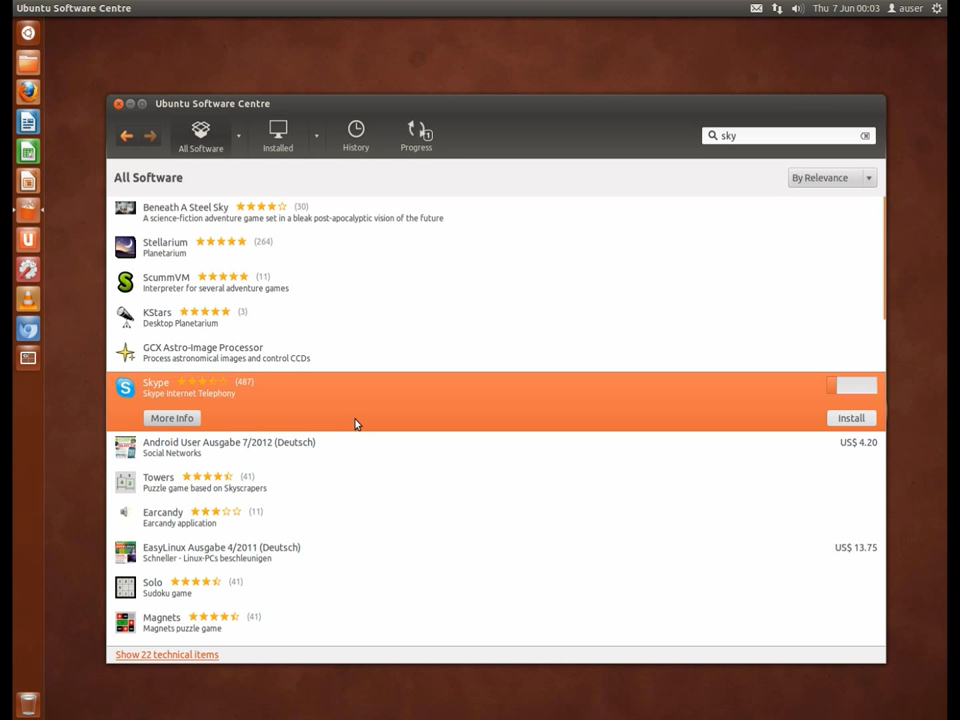 Ubuntu Software Centre
Thu 7 Jun 00:03 auser
Ubuntu Software Centre
All Software
Installed
History
Progress
1
sky
All Software
By Relevance
Beneath A Steel Sky (30)
A science-fiction adventure game set in a bleak post-apocalyptic vision of the future
Stellarium (264)
Planetarium
ScummVM (11)
Interpreter for several adventure games
KStars (3)
Desktop Planetarium
GCX Astro-Image Processor
Process astronomical images and control CCDs
Skype (487)
Skype Internet Telephony
More Info
Install
Android User Ausgabe 7/2012 (Deutsch) US$ 4.20
Social Networks
Towers (41)
Puzzle game based on Skyscrapers
Earcandy (11)
Earcandy application
EasyLinux Ausgabe 4/2011 (Deutsch) US$ 13.75
Schneller - Linux-PCs beschleunigen
Solo (41)
Sudoku game
Magnets (41)
Magnets puzzle game
Show 22 technical items